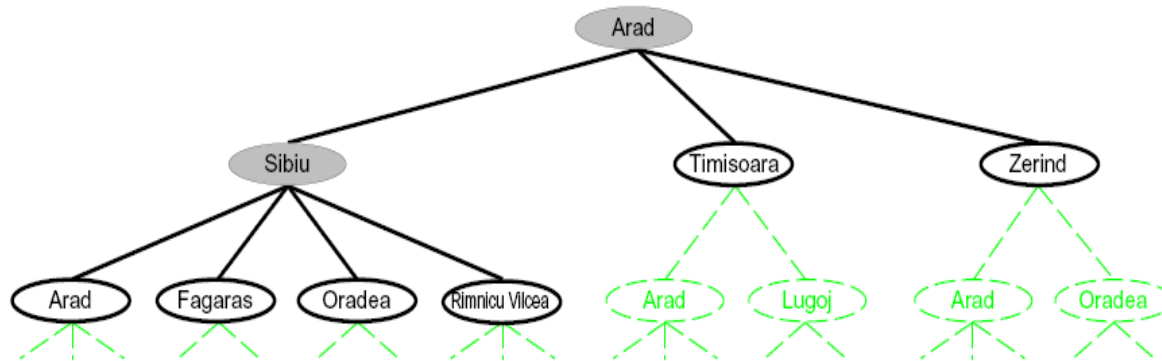 Arad
Sibiu
Timisoara
Zerind
Arad
Fagaras
Oradea
Rimnicu Vilcea
Arad
Lugoj
Arad
Oradea